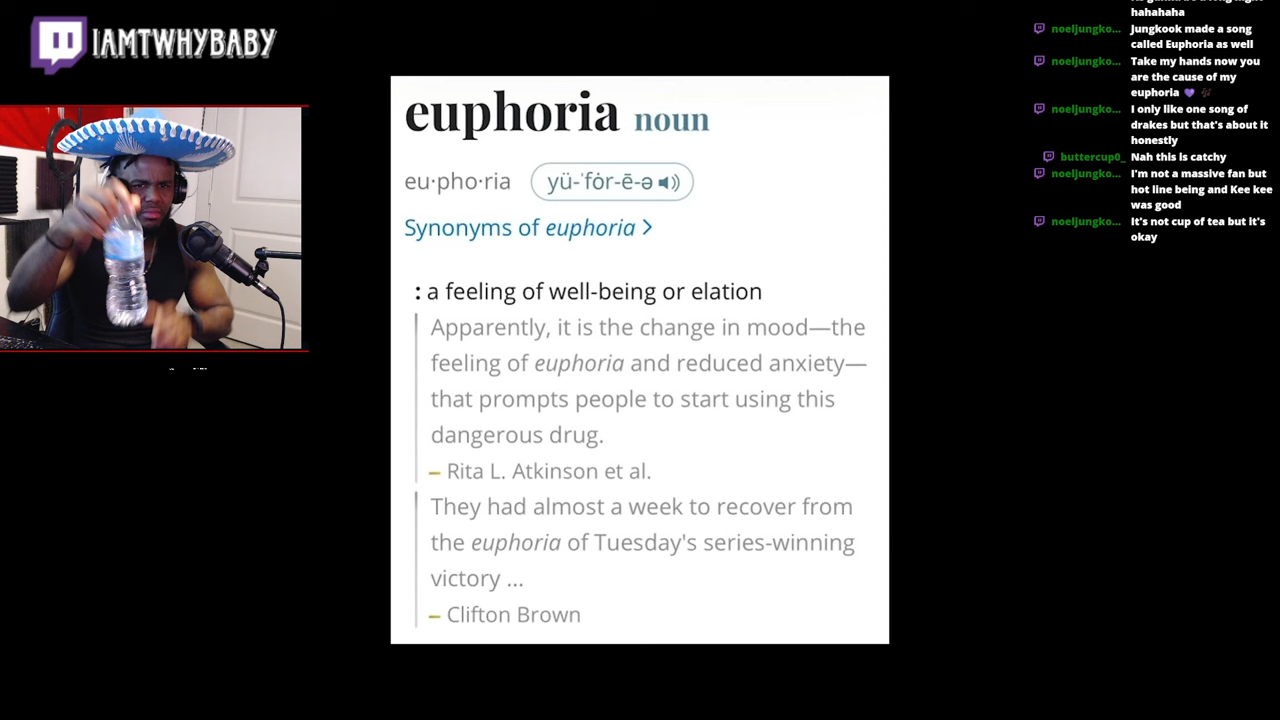 IAMTWHYBABY
euphoria noun
eu·pho·ria yü-ˈfȯr-ē-ə
Synonyms of euphoria
: a feeling of well-being or elation
Apparently, it is the change in mood—the
feeling of euphoria and reduced anxiety—
that prompts people to start using this
dangerous drug.
– Rita L. Atkinson et al.
They had almost a week to recover from
the euphoria of Tuesday's series-winning
victory ...
– Clifton Brown
hahahaha
noeljungko... Jungkook made a song
called Euphoria as well
noeljungko... Take my hands now you
are the cause of my
euphoria 💜 🎶
noeljungko... I only like one song of
drakes but that's about it
honestly
buttercup0_ Nah this is catchy
noeljungko... I'm not a massive fan but
hot line being and Kee kee
was good
noeljungko... It's not cup of tea but it's
okay